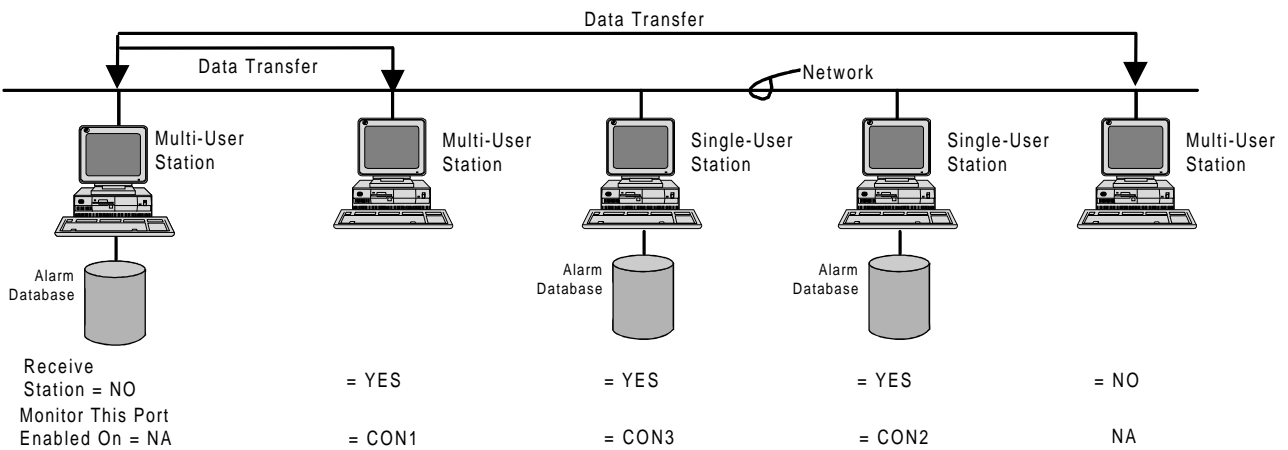 Data Transfer
Data Transfer
Network
Multi-User
Station
Multi-User
Station
Single-User
Station
Single-User
Station
Multi-User
Station
Alarm
Database
Alarm
Database
Alarm
Database
Receive
Station = NO
= YES
= YES
= YES
= NO
Monitor This Port
Enabled On = NA
= CON1
= CON3
= CON2
NA